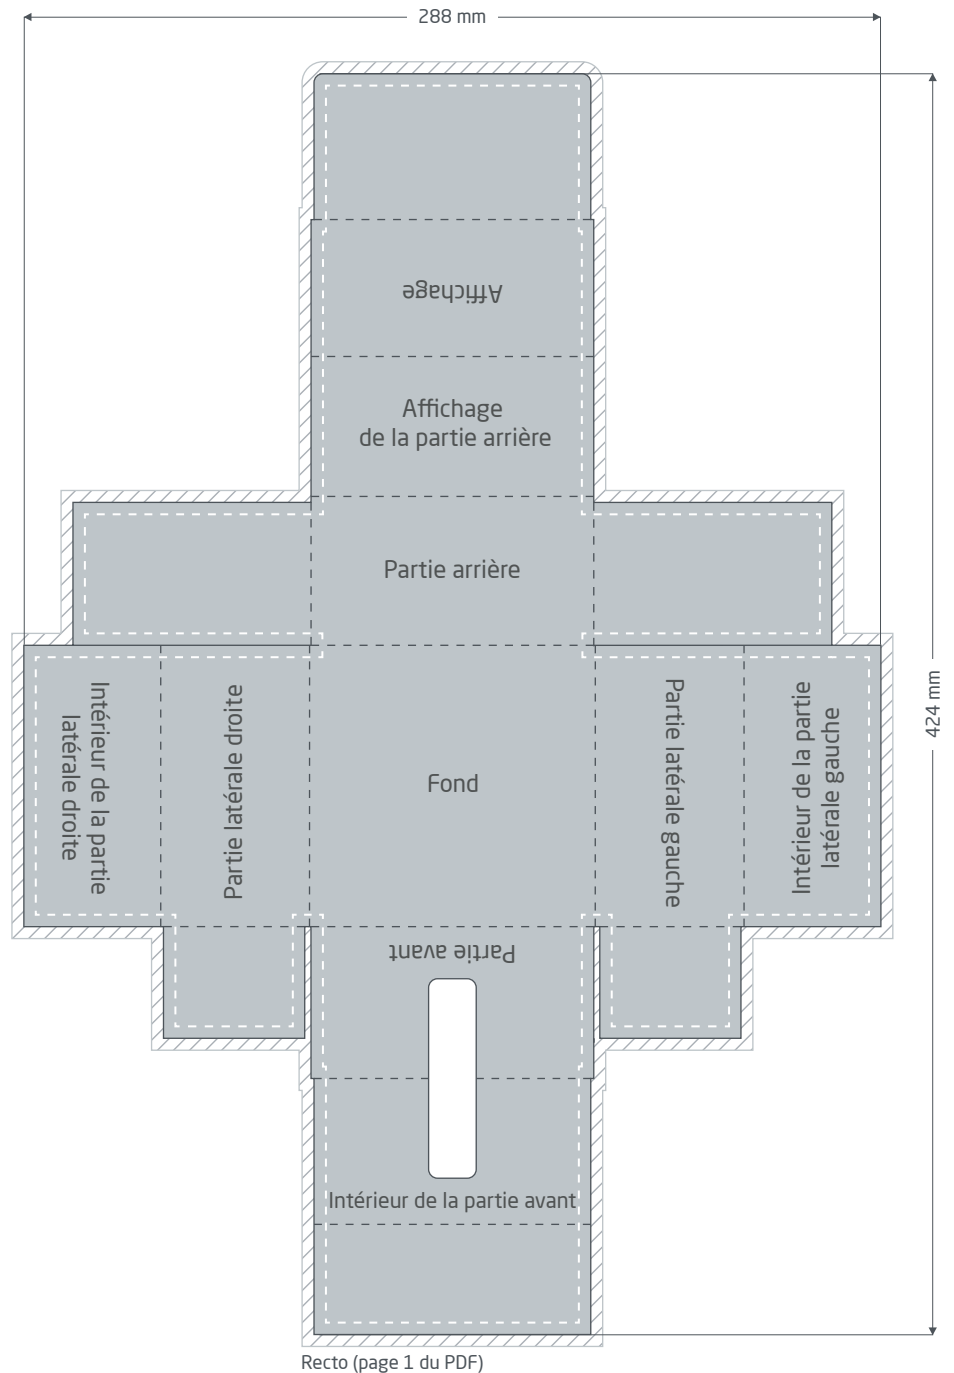 288 mm
Affichage
Affichage
de la partie arrière
Partie arrière
424 mm
Intérieur de la partie
latérale droite
Partie latérale droite
Fond
Partie latérale gauche
Intérieur de la partie
latérale gauche
Partie avant
Intérieur de la partie avant
Recto (page 1 du PDF)